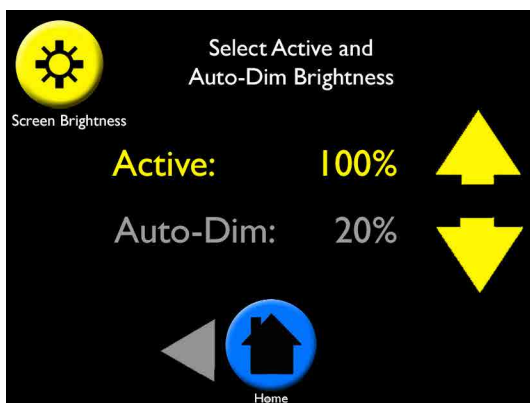 Select Active and
Auto-Dim Brightness
Screen Brightness
Active: 100%
Auto-Dim: 20%
Home